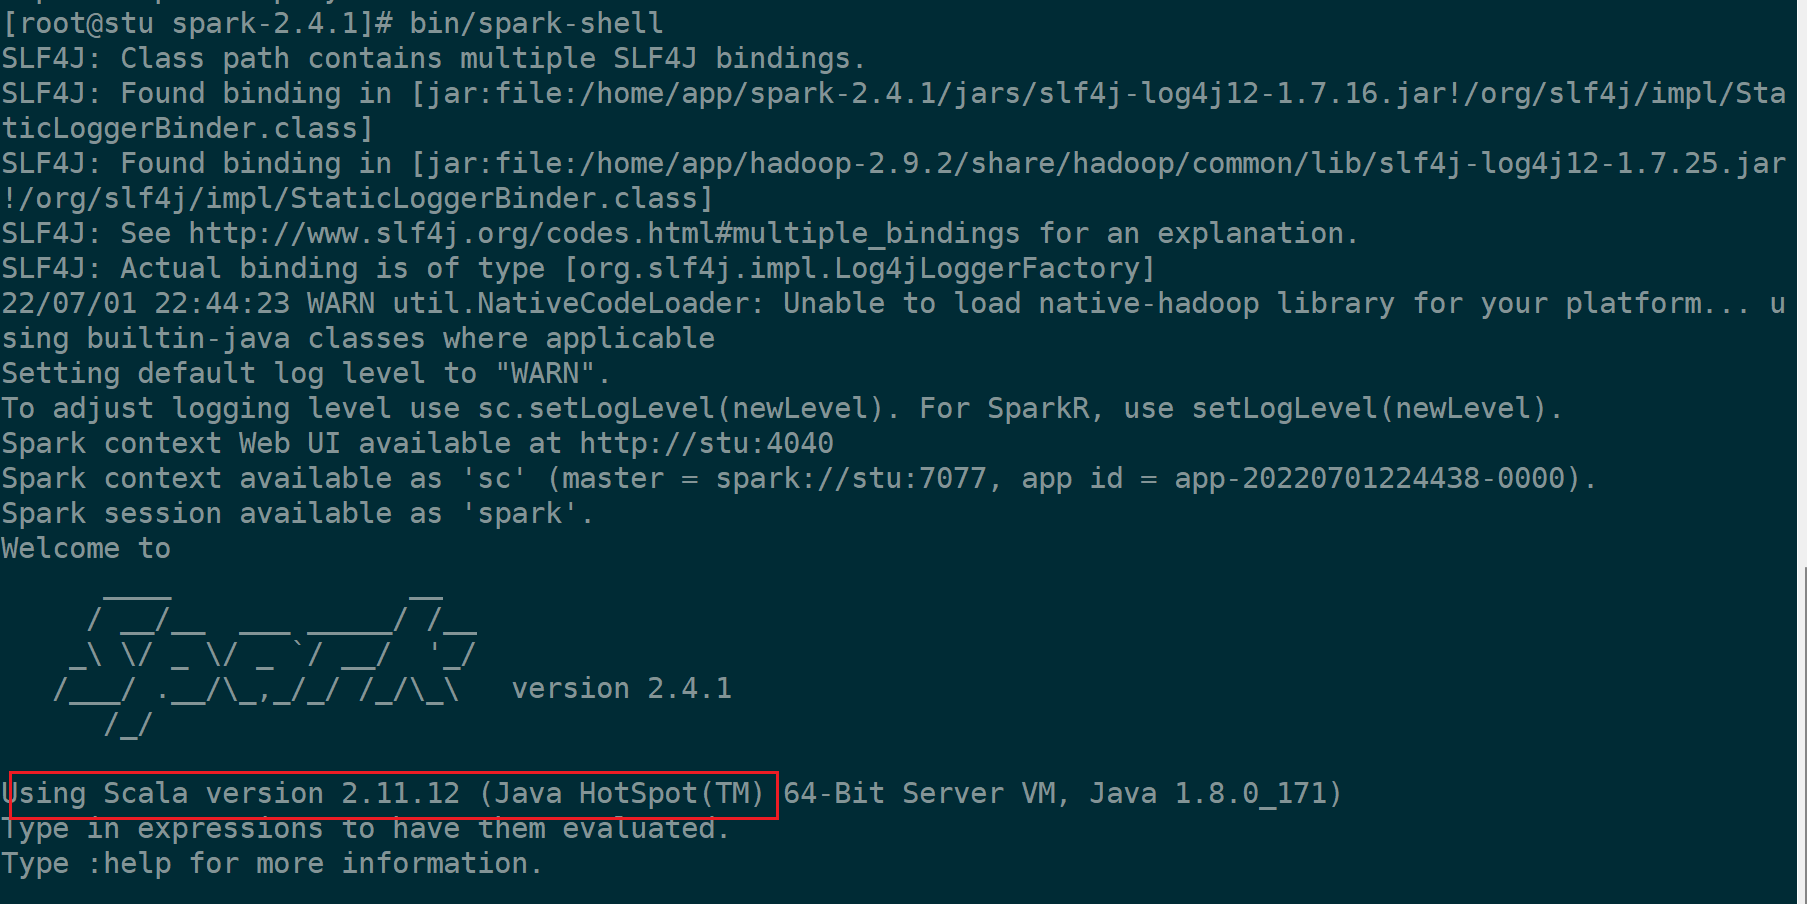 [root@stu spark-2.4.1]# bin/spark-shell
SLF4J: Class path contains multiple SLF4J bindings.
SLF4J: Found binding in [jar:file:/home/app/spark-2.4.1/jars/slf4j-log4j12-1.7.16.jar!/org/slf4j/impl/Sta
ticLoggerBinder.class]
SLF4J: Found binding in [jar:file:/home/app/hadoop-2.9.2/share/hadoop/common/lib/slf4j-log4j12-1.7.25.jar
!/org/slf4j/impl/StaticLoggerBinder.class]
SLF4J: See http://www.slf4j.org/codes.html#multiple_bindings for an explanation.
SLF4J: Actual binding is of type [org.slf4j.impl.Log4jLoggerFactory]
22/07/01 22:44:23 WARN util.NativeCodeLoader: Unable to load native-hadoop library for your platform... u
sing builtin-java classes where applicable
Setting default log level to "WARN".
To adjust logging level use sc.setLogLevel(newLevel). For SparkR, use setLogLevel(newLevel).
Spark context Web UI available at http://stu:4040
Spark context available as 'sc' (master = spark://stu:7077, app id = app-20220701224438-0000).
Spark session available as 'spark'.
Welcome to
      ____              __
     / __/__  ___ _____/ /__
    _\ \/ _ \/ _ `/ __/  '_/
   /___/ .__/\_,_/_/ /_/\_\   version 2.4.1
      /_/
Using Scala version 2.11.12 (Java HotSpot(TM) 64-Bit Server VM, Java 1.8.0_171)
Type in expressions to have them evaluated.
Type :help for more information.